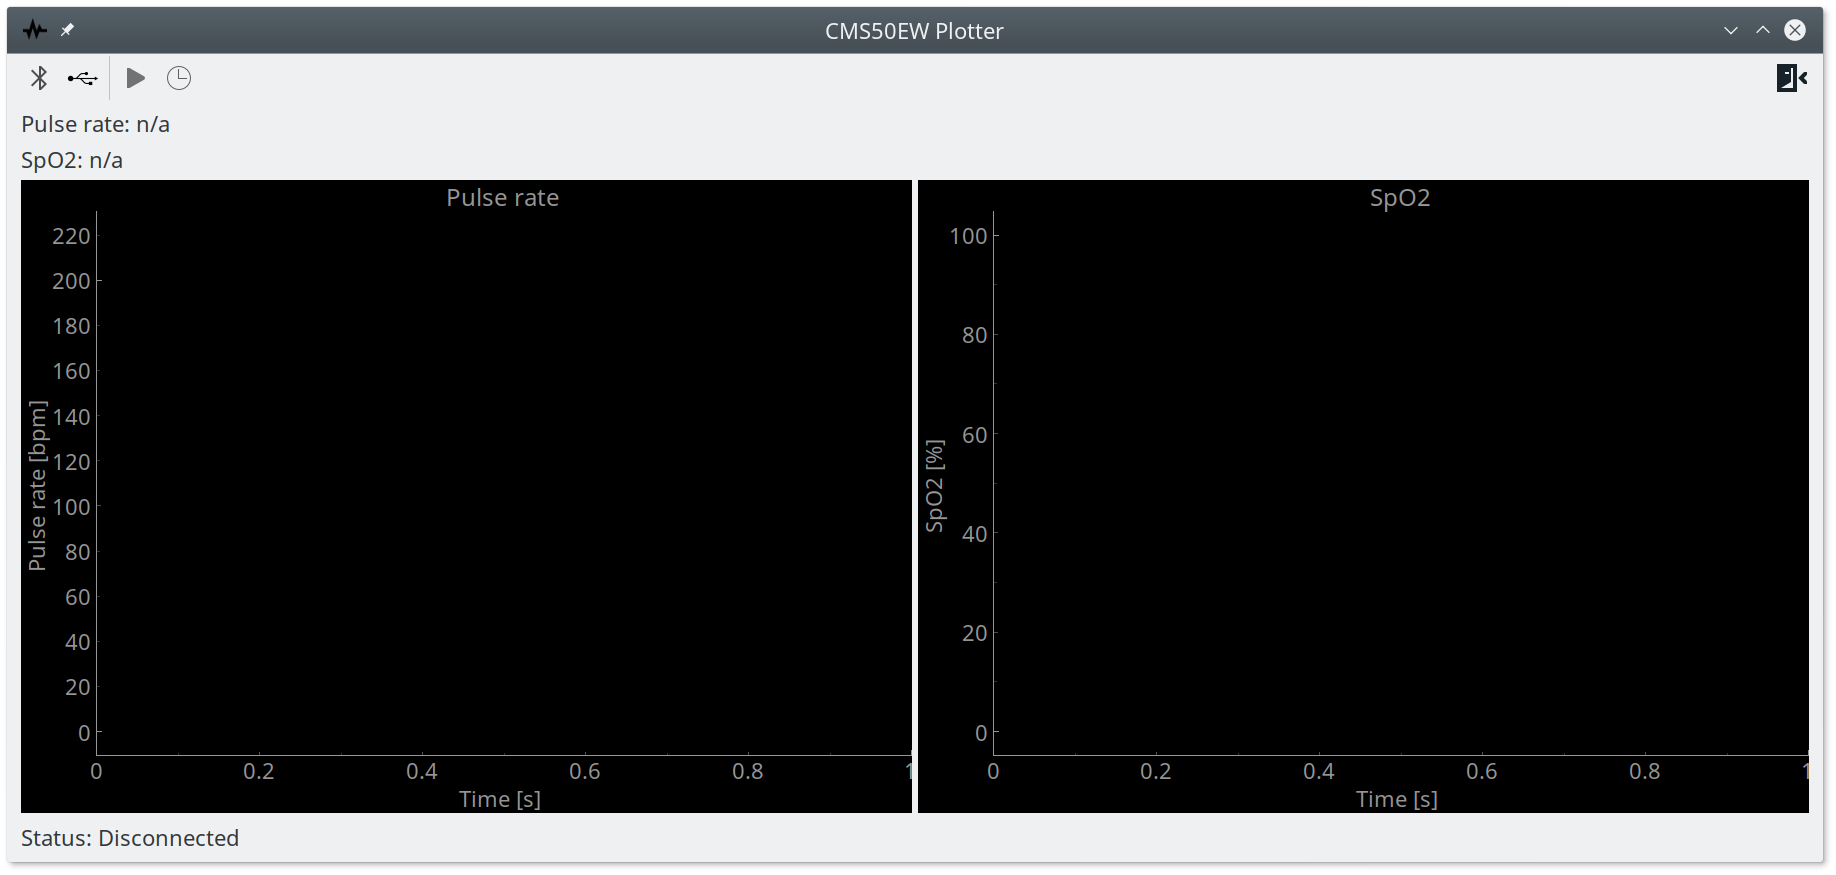 CMS50EW Plotter
Pulse rate: n/a
SpO2: n/a
Pulse rate
220
200
180
160
140
120
100
80
60
40
20
0
Pulse rate [bpm]
0 0.2 0.4 0.6 0.8 1
Time [s]
SpO2
100
80
60
40
20
0
SpO2 [%]
0 0.2 0.4 0.6 0.8 1
Time [s]
Status: Disconnected